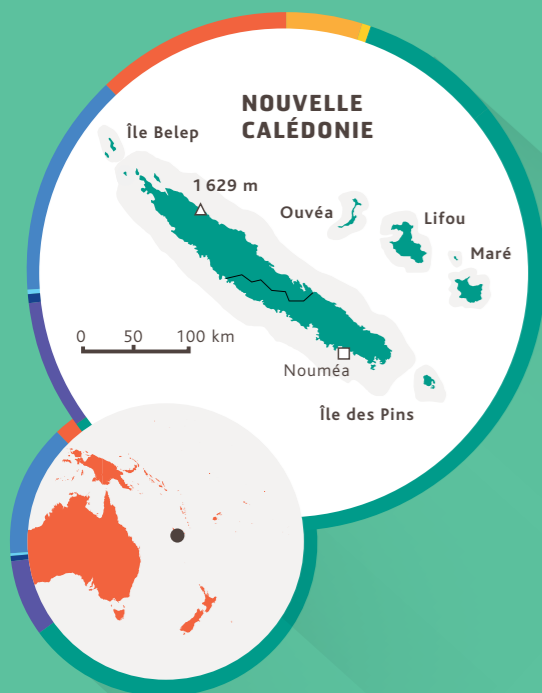 NOUVELLE
CALÉDONIE
Île Belep
1 629 m
Ouvéa
Lifou
Maré
0 50 100 km
Nouméa
Île des Pins